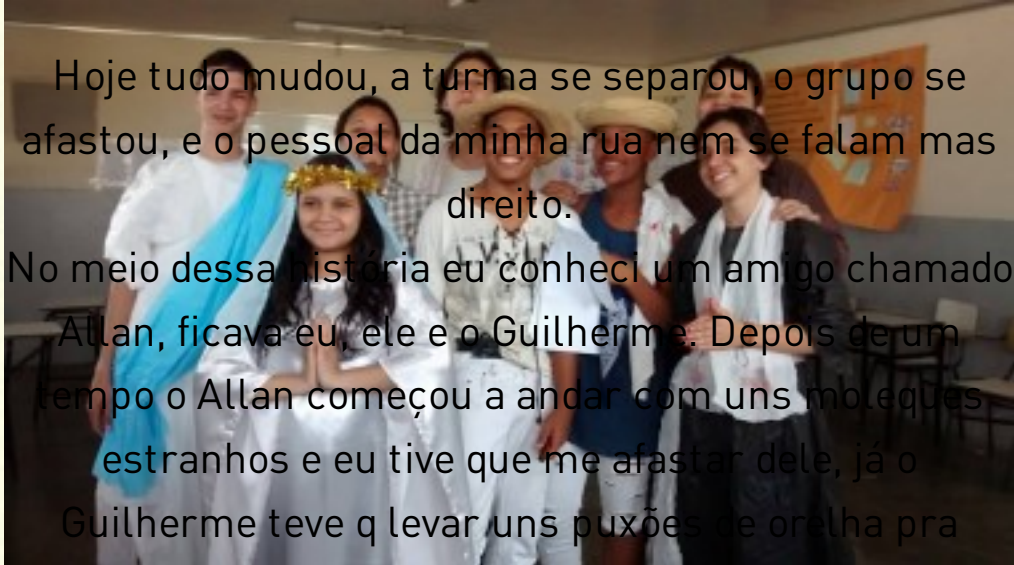 Hoje tudo mudou, a turma se separou, o grupo se
afastou, e o pessoal da minha rua nem se falam mas
direito.
No meio dessa história eu conheci um amigo chamado
Allan, ficava eu, ele e o Guilherme. Depois de um
tempo o Allan começou a andar com uns moleques
estranhos e eu tive que me afastar dele, já o
Guilherme teve q levar uns puxões de orelha pra